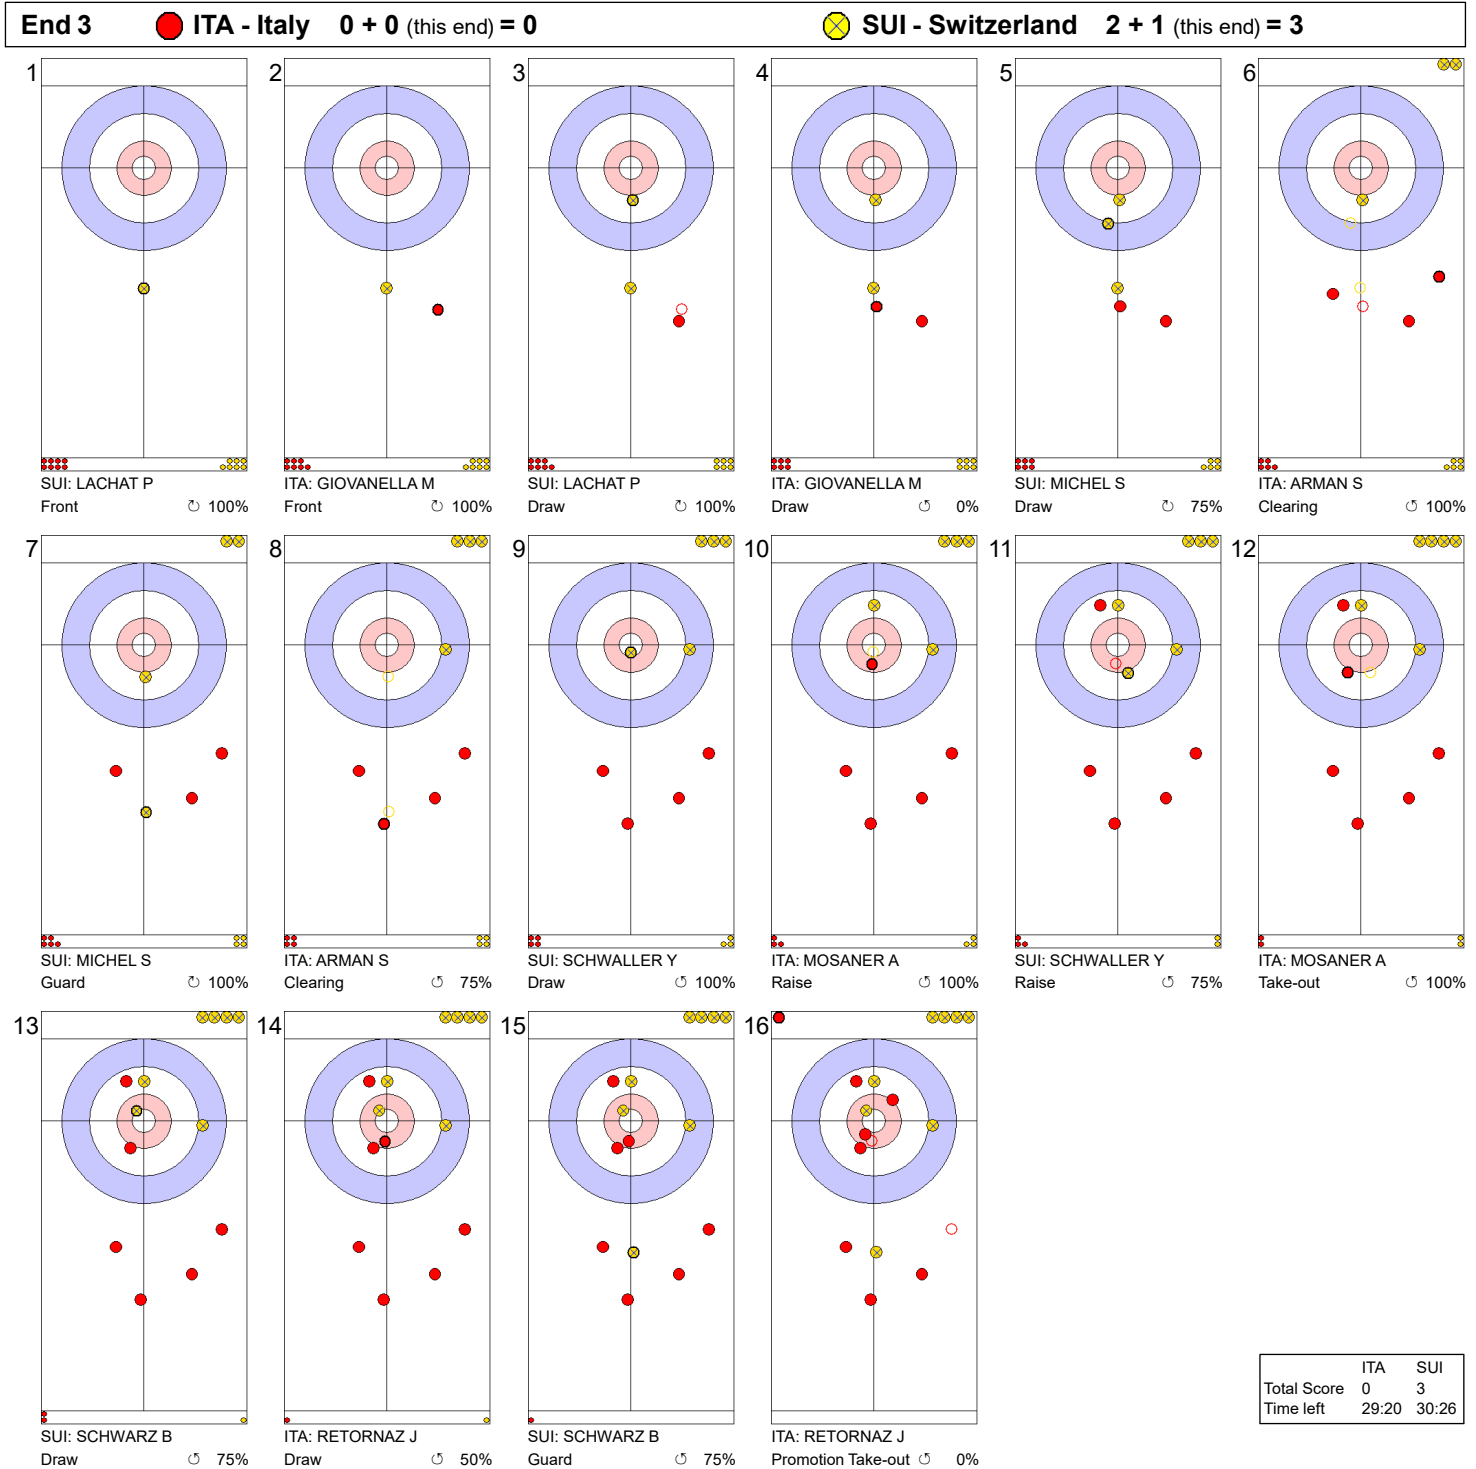 End 3 ITA - Italy 0 + 0 (this end) = 0 SUI - Switzerland 2 + 1 (this end) = 3
1 2 3 4 5 6
SUI: LACHAT P
Front ↻ 100%
ITA: GIOVANELLA M
Front ↻ 100%
SUI: LACHAT P
Draw ↻ 100%
ITA: GIOVANELLA M
Draw ↺ 0%
SUI: MICHEL S
Draw ↻ 75%
ITA: ARMAN S
Clearing ↻ 100%
7 8 9 10 11 12
SUI: MICHEL S
Guard ↻ 100%
ITA: ARMAN S
Clearing ↺ 75%
SUI: SCHWALLER Y
Draw ↺ 100%
ITA: MOSANER A
Raise ↺ 100%
SUI: SCHWALLER Y
Raise ↺ 75%
ITA: MOSANER A
Take-out ↺ 100%
13 14 15 16
SUI: SCHWARZ B
Draw ↺ 75%
ITA: RETORNAZ J
Draw ↺ 50%
SUI: SCHWARZ B
Guard ↺ 75%
ITA: RETORNAZ J
Promotion Take-out ↺ 0%
ITA SUI
Total Score 0 3
Time left 29:20 30:26